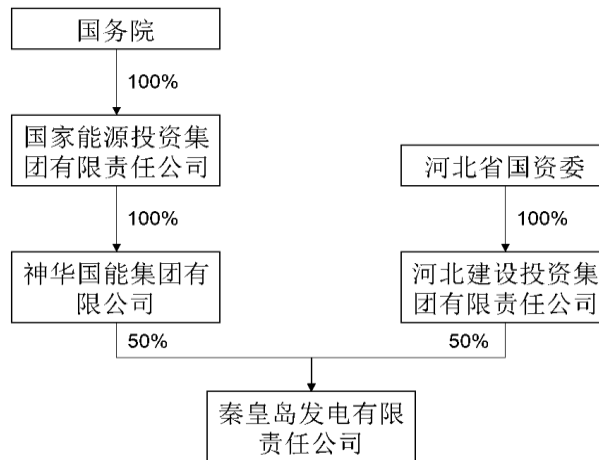 国务院
100%
国家能源投资集
团有限责任公司
河北省国资委
100%
100%
神华国能集团有
限公司
河北建设投资集
团有限责任公司
50%
50%
秦皇岛发电有限
责任公司